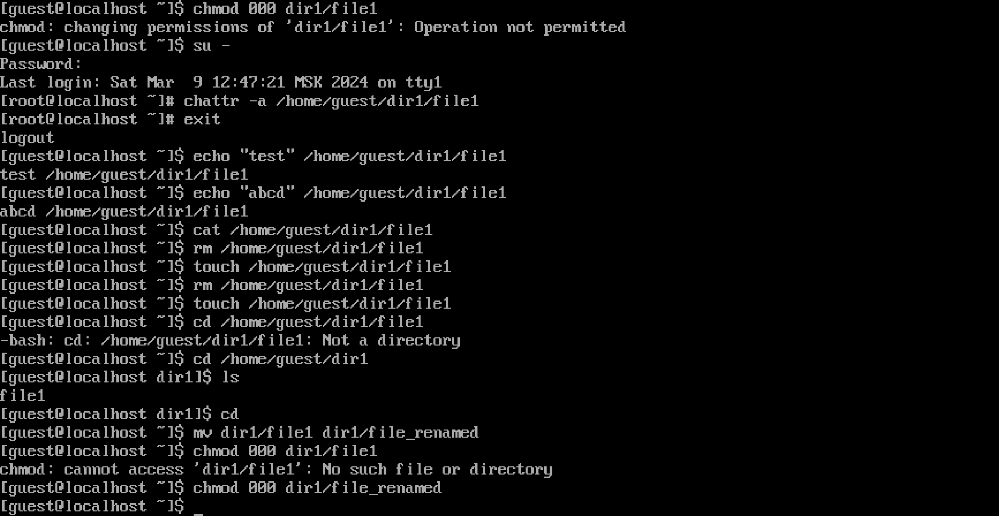 [guest@localhost ~]$ chmod 000 dir1/file1
chmod: changing permissions of 'dir1/file1': Operation not permitted
[guest@localhost ~]$ su -
Password:
Last login: Sat Mar  9 12:47:21 MSK 2024 on tty1
[root@localhost ~]# chattr -a /home/guest/dir1/file1
[root@localhost ~]# exit
logout
[guest@localhost ~]$ echo "test" /home/guest/dir1/file1
test /home/guest/dir1/file1
[guest@localhost ~]$ echo "abcd" /home/guest/dir1/file1
abcd /home/guest/dir1/file1
[guest@localhost ~]$ cat /home/guest/dir1/file1
[guest@localhost ~]$ rm /home/guest/dir1/file1
[guest@localhost ~]$ touch /home/guest/dir1/file1
[guest@localhost ~]$ rm /home/guest/dir1/file1
[guest@localhost ~]$ touch /home/guest/dir1/file1
[guest@localhost ~]$ cd /home/guest/dir1/file1
-bash: cd: /home/guest/dir1/file1: Not a directory
[guest@localhost ~]$ cd /home/guest/dir1
[guest@localhost dir1]$ ls
file1
[guest@localhost dir1]$ cd
[guest@localhost ~]$ mv dir1/file1 dir1/file_renamed
[guest@localhost ~]$ chmod 000 dir1/file1
chmod: cannot access 'dir1/file1': No such file or directory
[guest@localhost ~]$ chmod 000 dir1/file_renamed
[guest@localhost ~]$ _